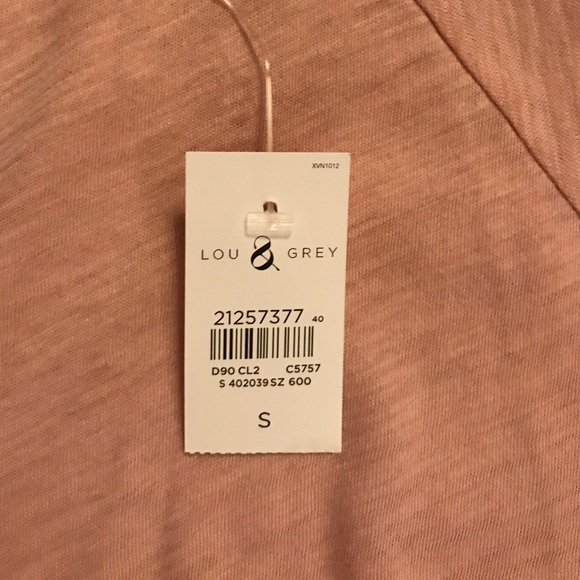 XVN1012
LOU & GREY
21257377 40
D90 CL2 C5757
S 402039 SZ 600
S